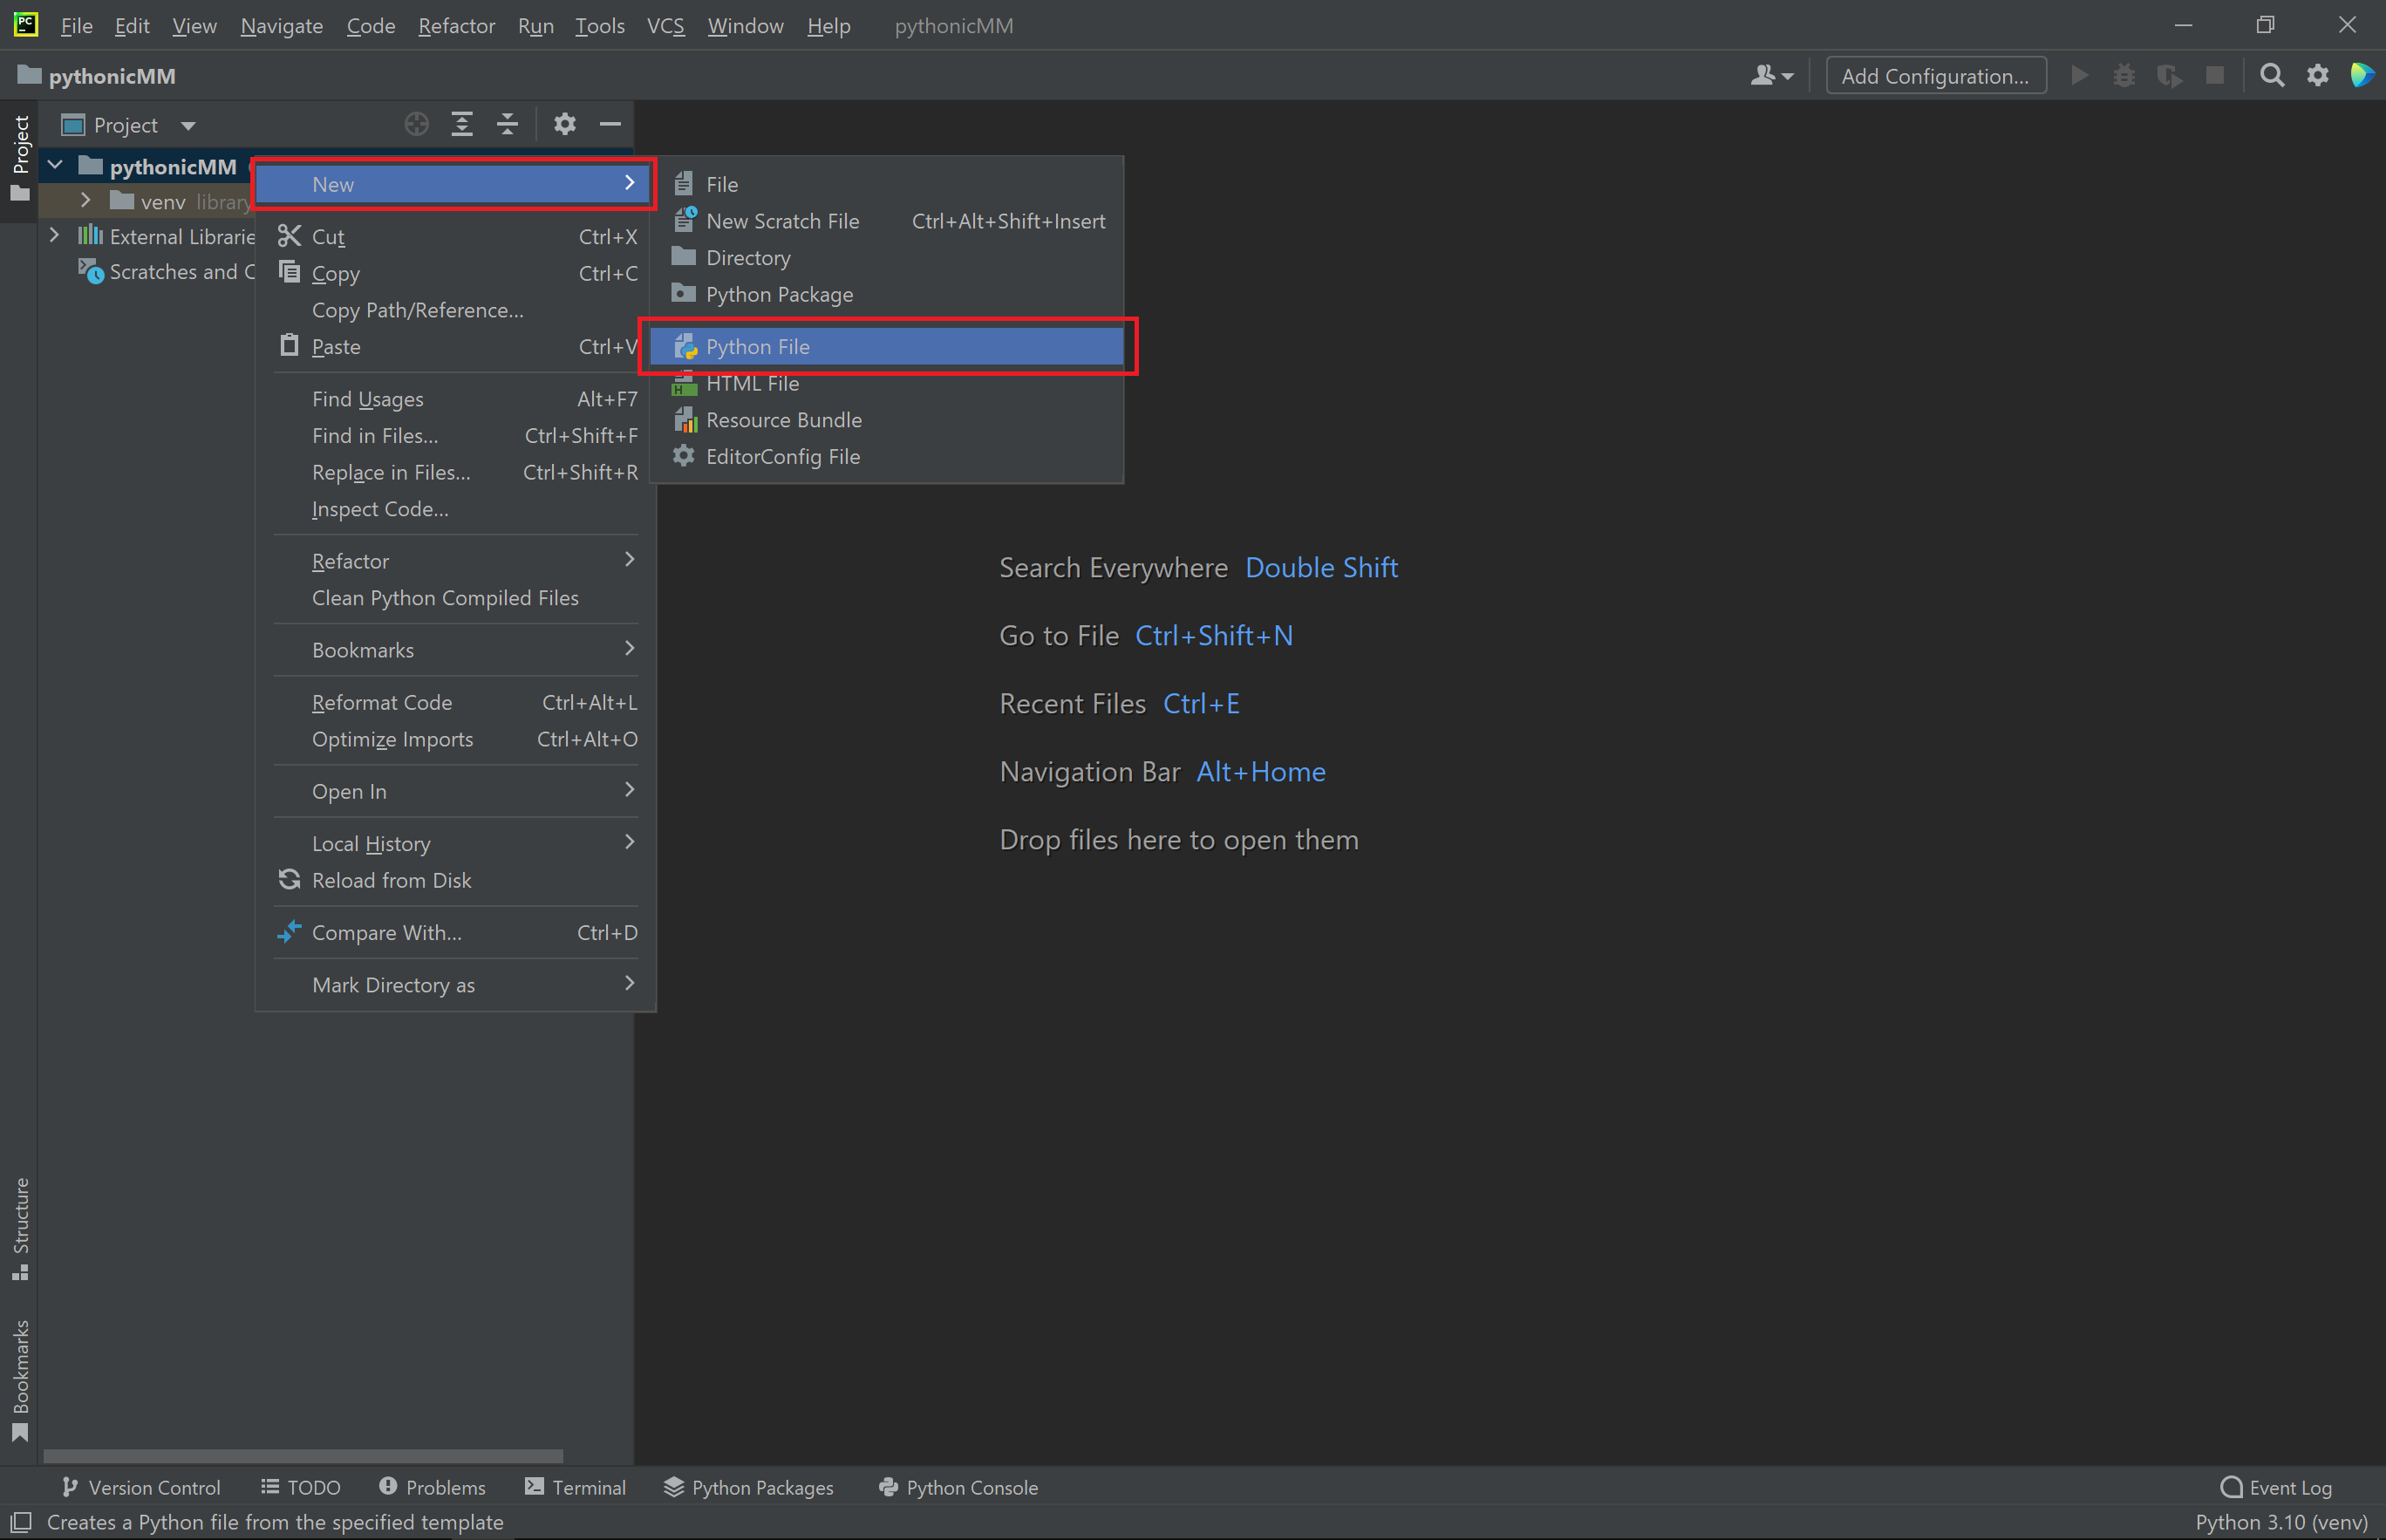 PC File Edit View Navigate Code Refactor Run Tools VCS Window Help pythonicMM
pythonicMM Add Configuration...
Project
Project
pythonicMM
venv library
External Librarie
Scratches and C
New
Cut Ctrl+X
Copy Ctrl+C
Copy Path/Reference...
Paste Ctrl+V
Find Usages Alt+F7
Find in Files... Ctrl+Shift+F
Replace in Files... Ctrl+Shift+R
Inspect Code...
Refactor
Clean Python Compiled Files
Bookmarks
Reformat Code Ctrl+Alt+L
Optimize Imports Ctrl+Alt+O
Open In
Local History
Reload from Disk
Compare With... Ctrl+D
Mark Directory as
File
New Scratch File Ctrl+Alt+Shift+Insert
Directory
Python Package
Python File
H HTML File
Resource Bundle
EditorConfig File
Search Everywhere Double Shift
Go to File Ctrl+Shift+N
Recent Files Ctrl+E
Navigation Bar Alt+Home
Drop files here to open them
Structure
Bookmarks
Version Control TODO Problems Terminal Python Packages Python Console Event Log
Creates a Python file from the specified template Python 3.10 (venv)